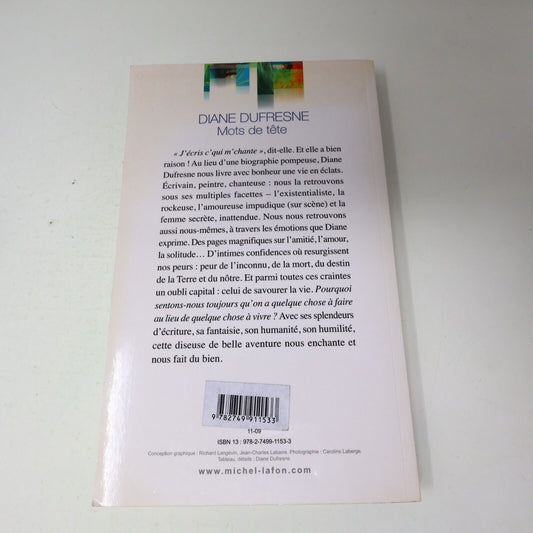 DIANE DUFRESNE
Mots de tête
« J'écris c'qui m'chante », dit-elle. Et elle a bien
raison ! Au lieu d'une biographie pompeuse, Diane
Dufresne nous livre avec bonheur une vie en éclats.
Écrivain, peintre, chanteuse : nous la retrouvons
sous ses multiples facettes – l'existentialiste, la
rockeuse, l'amoureuse impudique (sur scène) et la
femme secrète, inattendue. Nous nous retrouvons
aussi nous-mêmes, à travers les émotions que Diane
exprime. Des pages magnifiques sur l'amitié, l'amour,
la solitude… D'intimes confidences où resurgissent
nos peurs : peur de l'inconnu, de la mort, du destin
de la Terre et du nôtre. Et parmi toutes ces craintes
un oubli capital : celui de savourer la vie. Pourquoi
sentons-nous toujours qu'on a quelque chose à faire
au lieu de quelque chose à vivre ? Avec ses splendeurs
d'écriture, sa fantaisie, son humanité, son humilité,
cette diseuse de belle aventure nous enchante et
nous fait du bien.
9 782749 911533
11-09
ISBN 13 : 978-2-7499-1153-3
Conception graphique : Richard Langevin, Jean-Charles Labarre. Photographie : Caroline Laberge
Tableau, détails : Diane Dufresne
www.michel-lafon.com